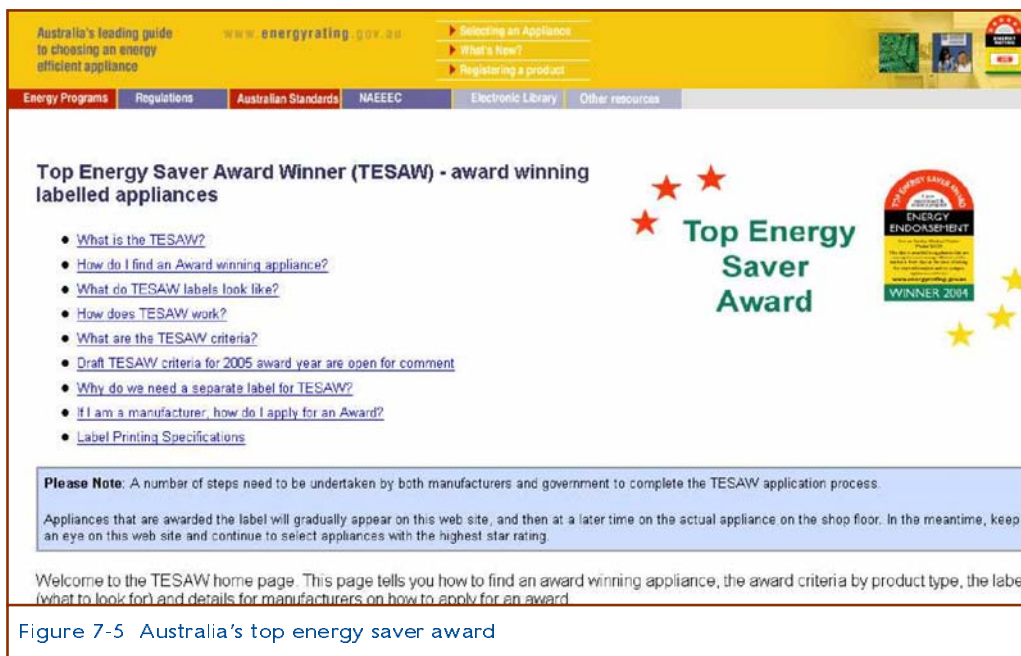 Australia's leading guide
to choosing an energy
efficient appliance
www.energyrating.gov.au
Selecting an Appliance
What's New?
Registering a product
Energy Programs Regulations Australian Standards NAEEEC Electronic Library Other resources
Top Energy Saver Award Winner (TESAW) - award winning
labelled appliances
What is the TESAW?
How do I find an Award winning appliance?
What do TESAW labels look like?
How does TESAW work?
What are the TESAW criteria?
Draft TESAW criteria for 2005 award year are open for comment
Why do we need a separate label for TESAW?
If I am a manufacturer, how do I apply for an Award?
Label Printing Specifications
Top Energy
Saver
Award
TOP ENERGY SAVER AWARD
ENERGY
ENDORSEMENT
www.energyrating.gov.au
WINNER 2004
Please Note: A number of steps need to be undertaken by both manufacturers and government to complete the TESAW application process.
Appliances that are awarded the label will gradually appear on this web site, and then at a later time on the actual appliance on the shop floor. In the meantime, keep
an eye on this web site and continue to select appliances with the highest star rating.
Welcome to the TESAW home page. This page tells you how to find an award winning appliance, the award criteria by product type, the labe
(what to look for) and details for manufacturers on how to apply for an award
Figure 7-5 Australia's top energy saver award